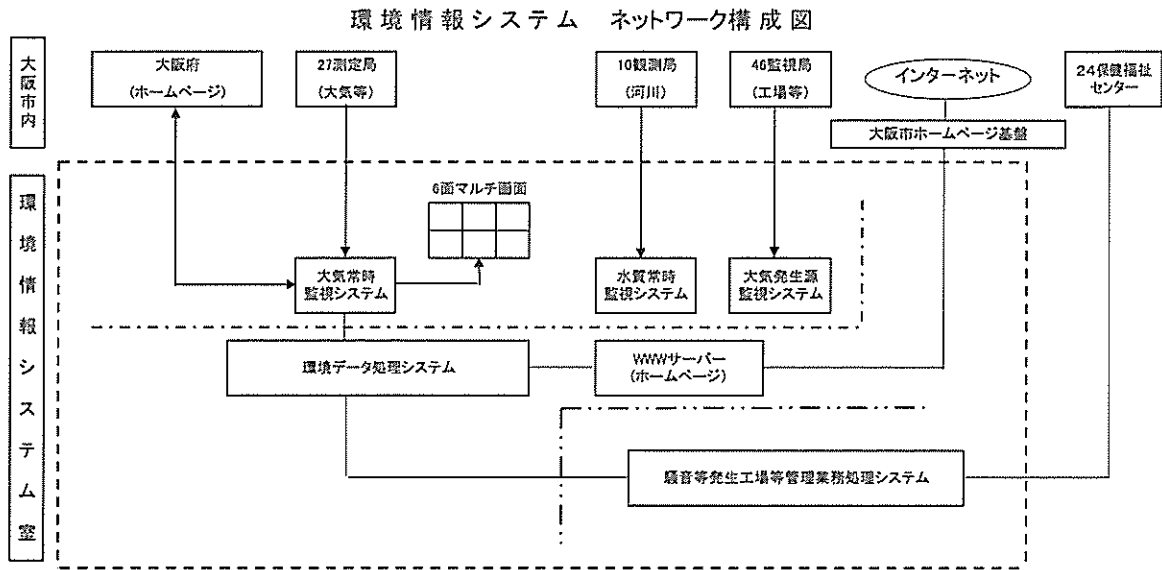 環境情報システム　ネットワーク構成図
大阪市内
大阪府
(ホームページ)
27測定局
(大気等)
10観測局
(河川)
46監視局
(工場等)
インターネット
24保健福祉
センター
大阪市ホームページ基盤
環境情報システム室
6面マルチ画面
大気常時
監視システム
水質常時
監視システム
大気発生源
監視システム
環境データ処理システム
WWWサーバー
(ホームページ)
騒音等発生工場等管理業務処理システム